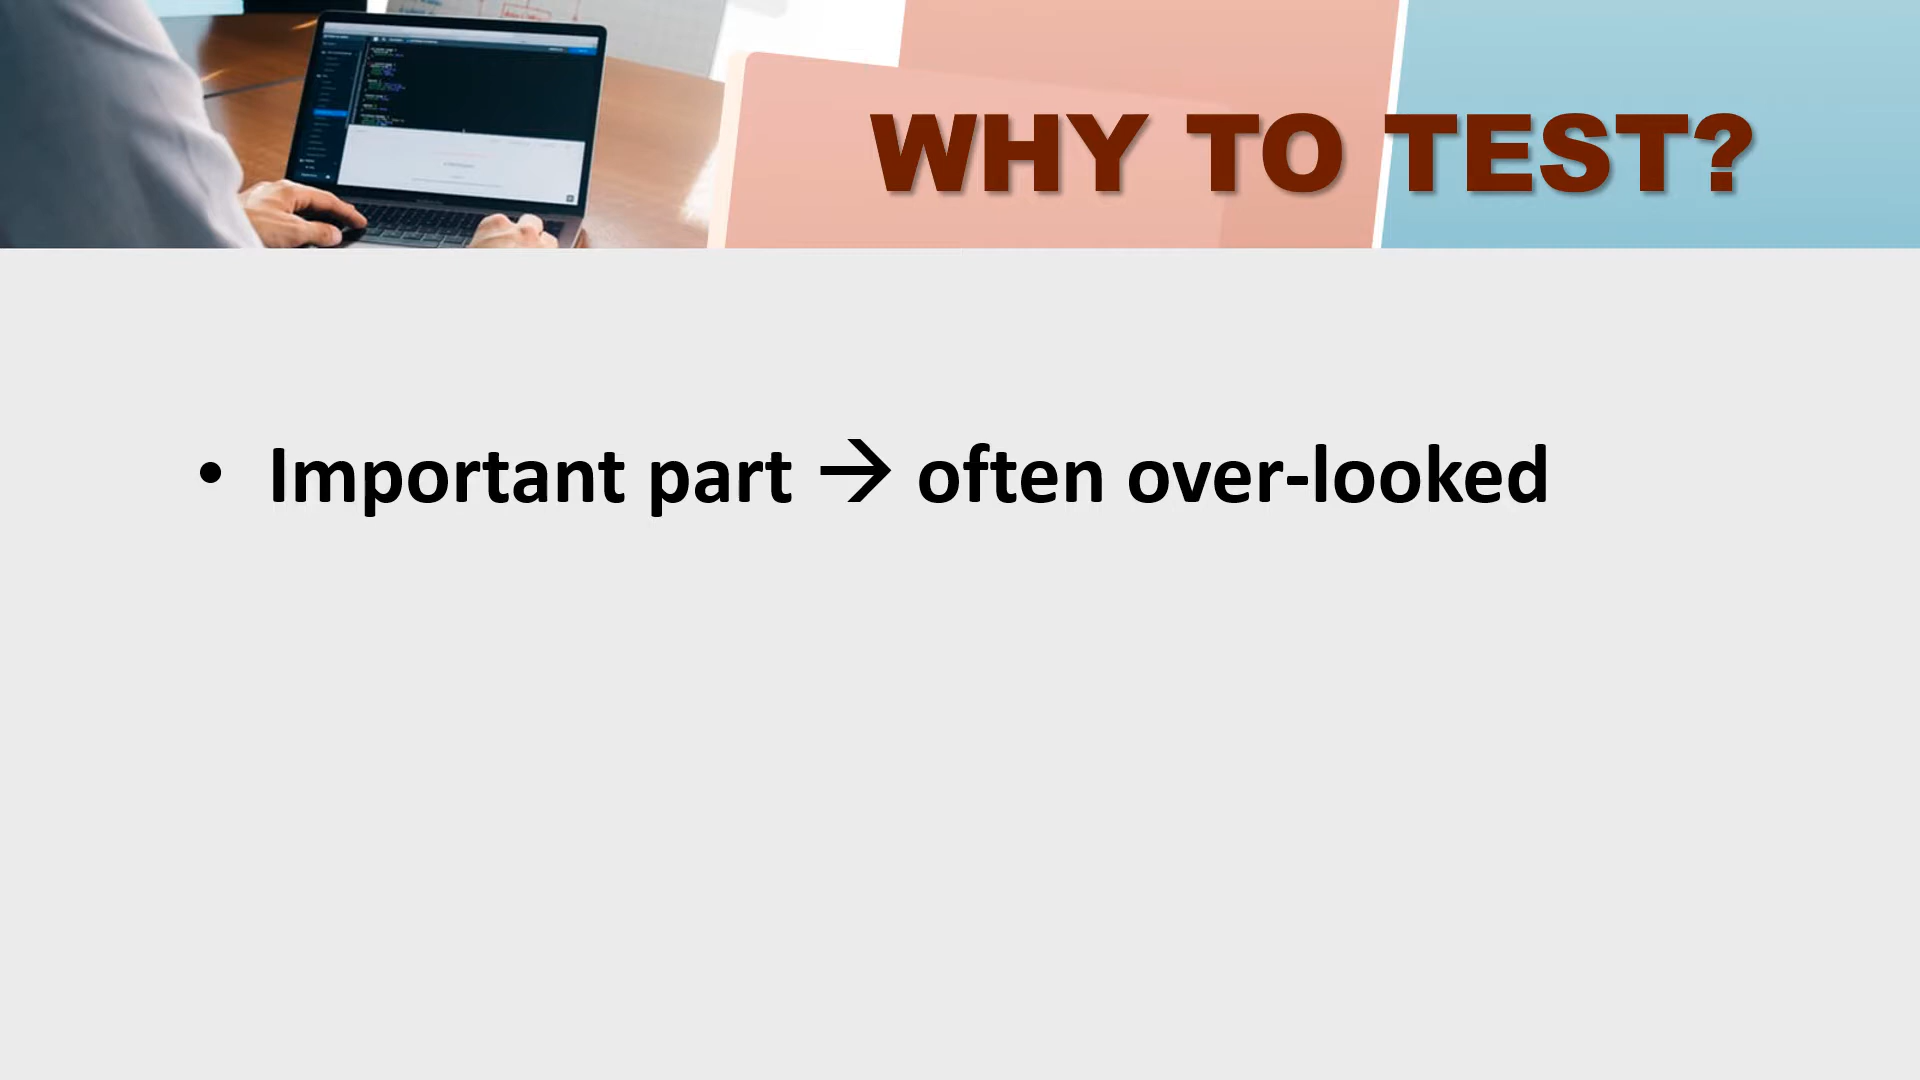 WHY TO TEST?
• Important part → often over-looked